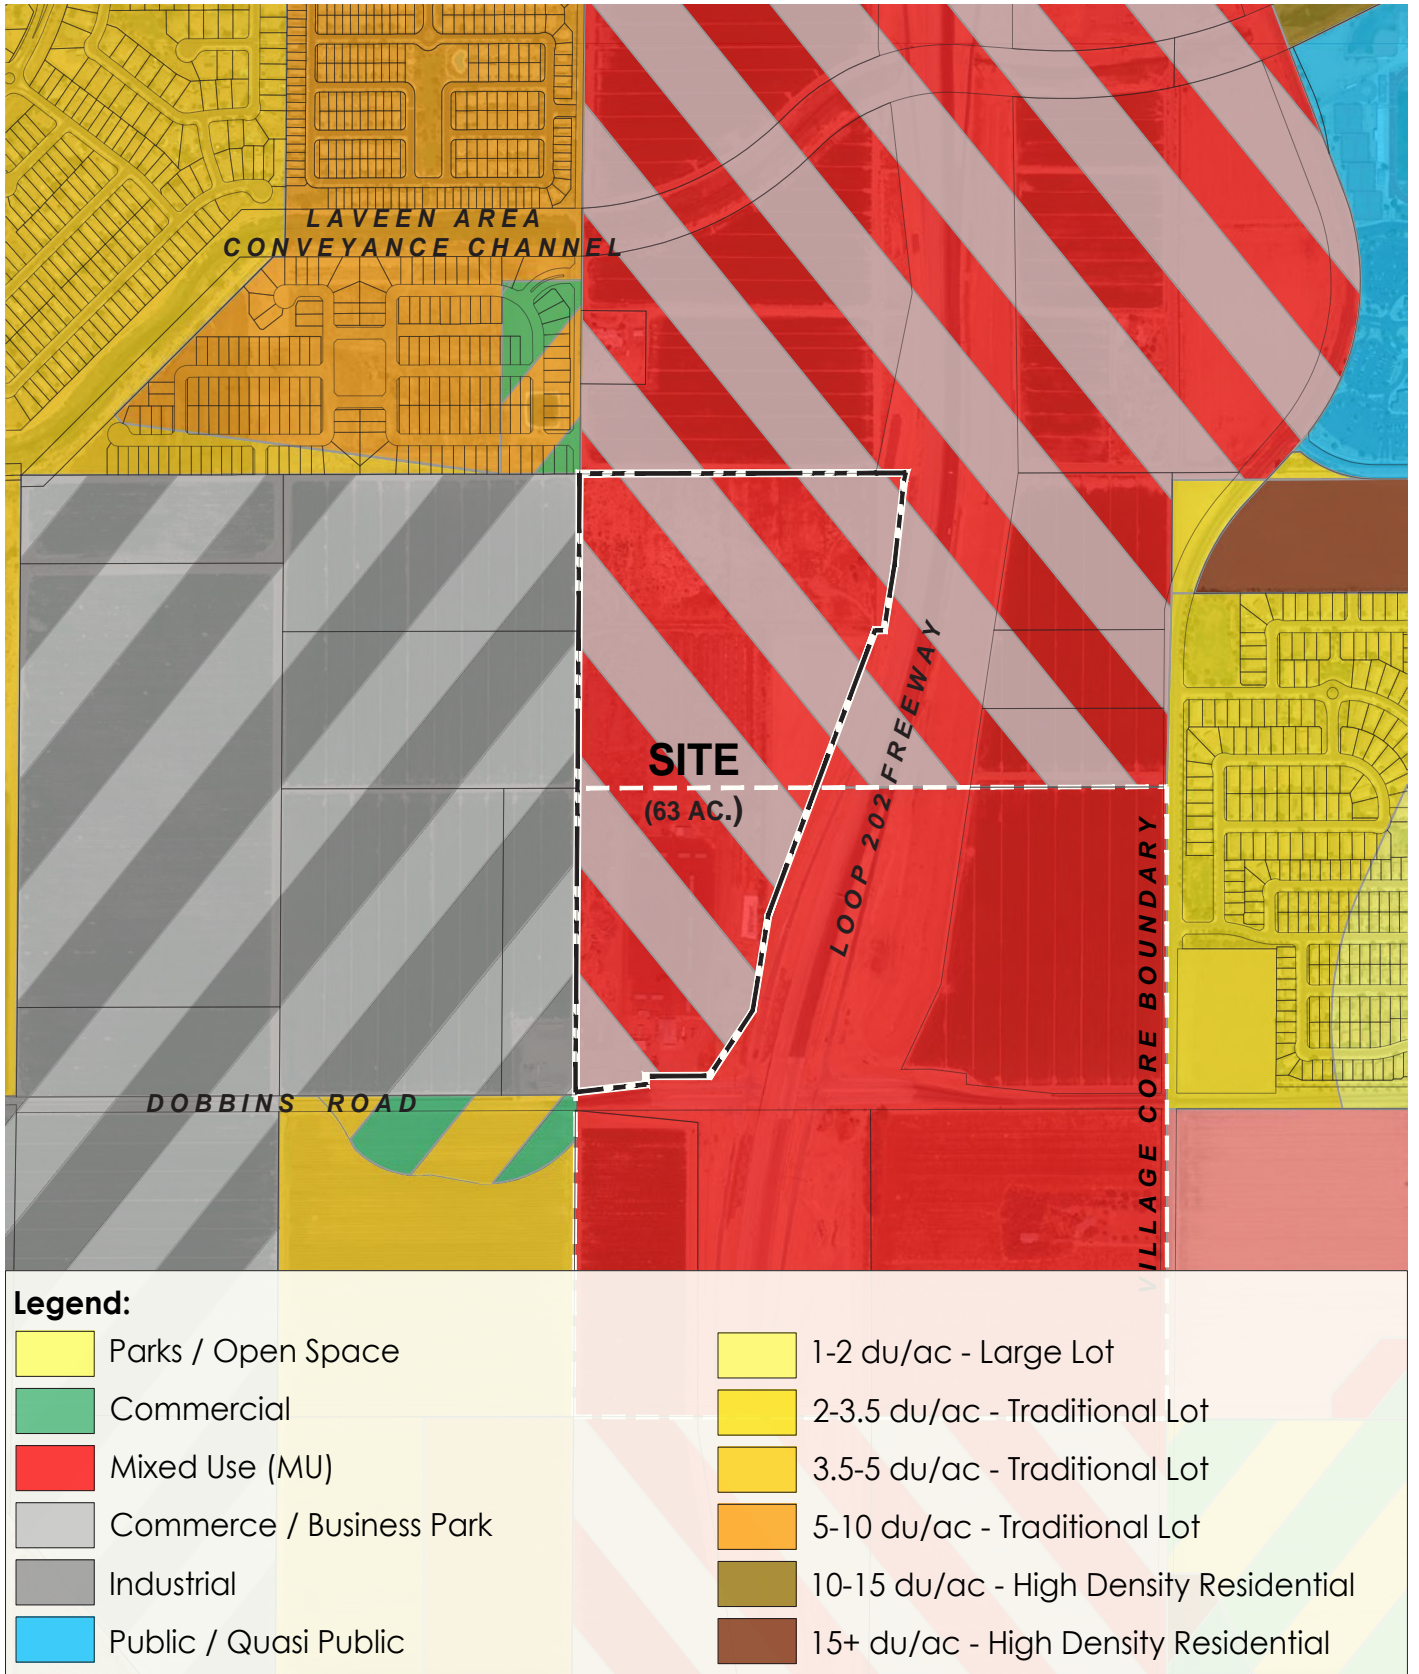 LAVEEN AREA
CONVEYANCE CHANNEL
SITE
(63 AC.)
LOOP 202 FREEWAY
VILLAGE CORE BOUNDARY
DOBBINS ROAD
Legend:
Parks / Open Space
Commercial
Mixed Use (MU)
Commerce / Business Park
Industrial
Public / Quasi Public
1-2 du/ac - Large Lot
2-3.5 du/ac - Traditional Lot
3.5-5 du/ac - Traditional Lot
5-10 du/ac - Traditional Lot
10-15 du/ac - High Density Residential
15+ du/ac - High Density Residential